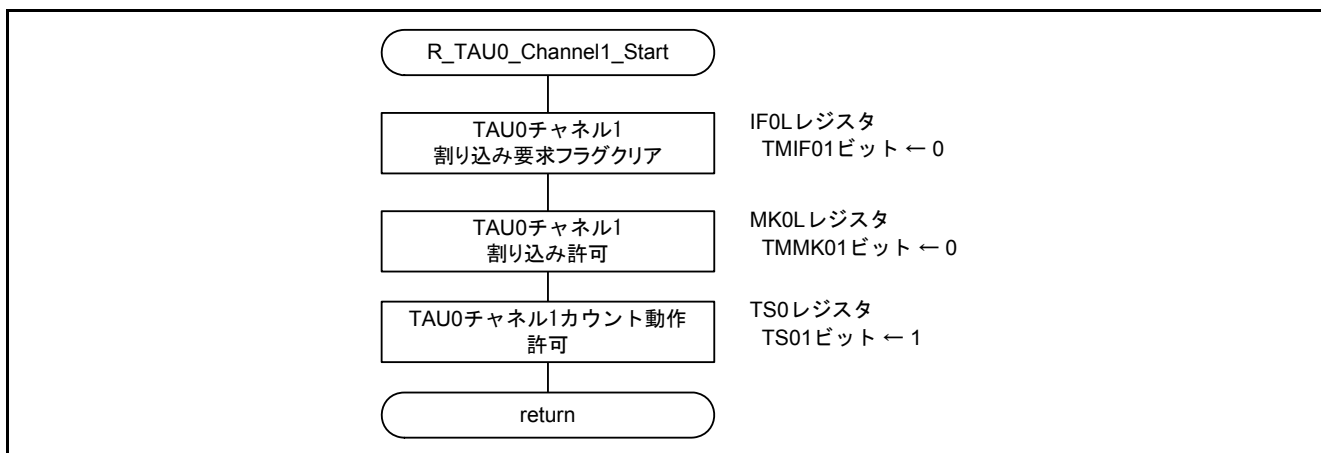 R_TAU0_Channel1_Start
TAU0チャネル1
割り込み要求フラグクリア
IF0Lレジスタ
TMIF01ビット ← 0
TAU0チャネル1
割り込み許可
MK0Lレジスタ
TMMK01ビット ← 0
TAU0チャネル1カウント動作
許可
TS0レジスタ
TS01ビット ← 1
return